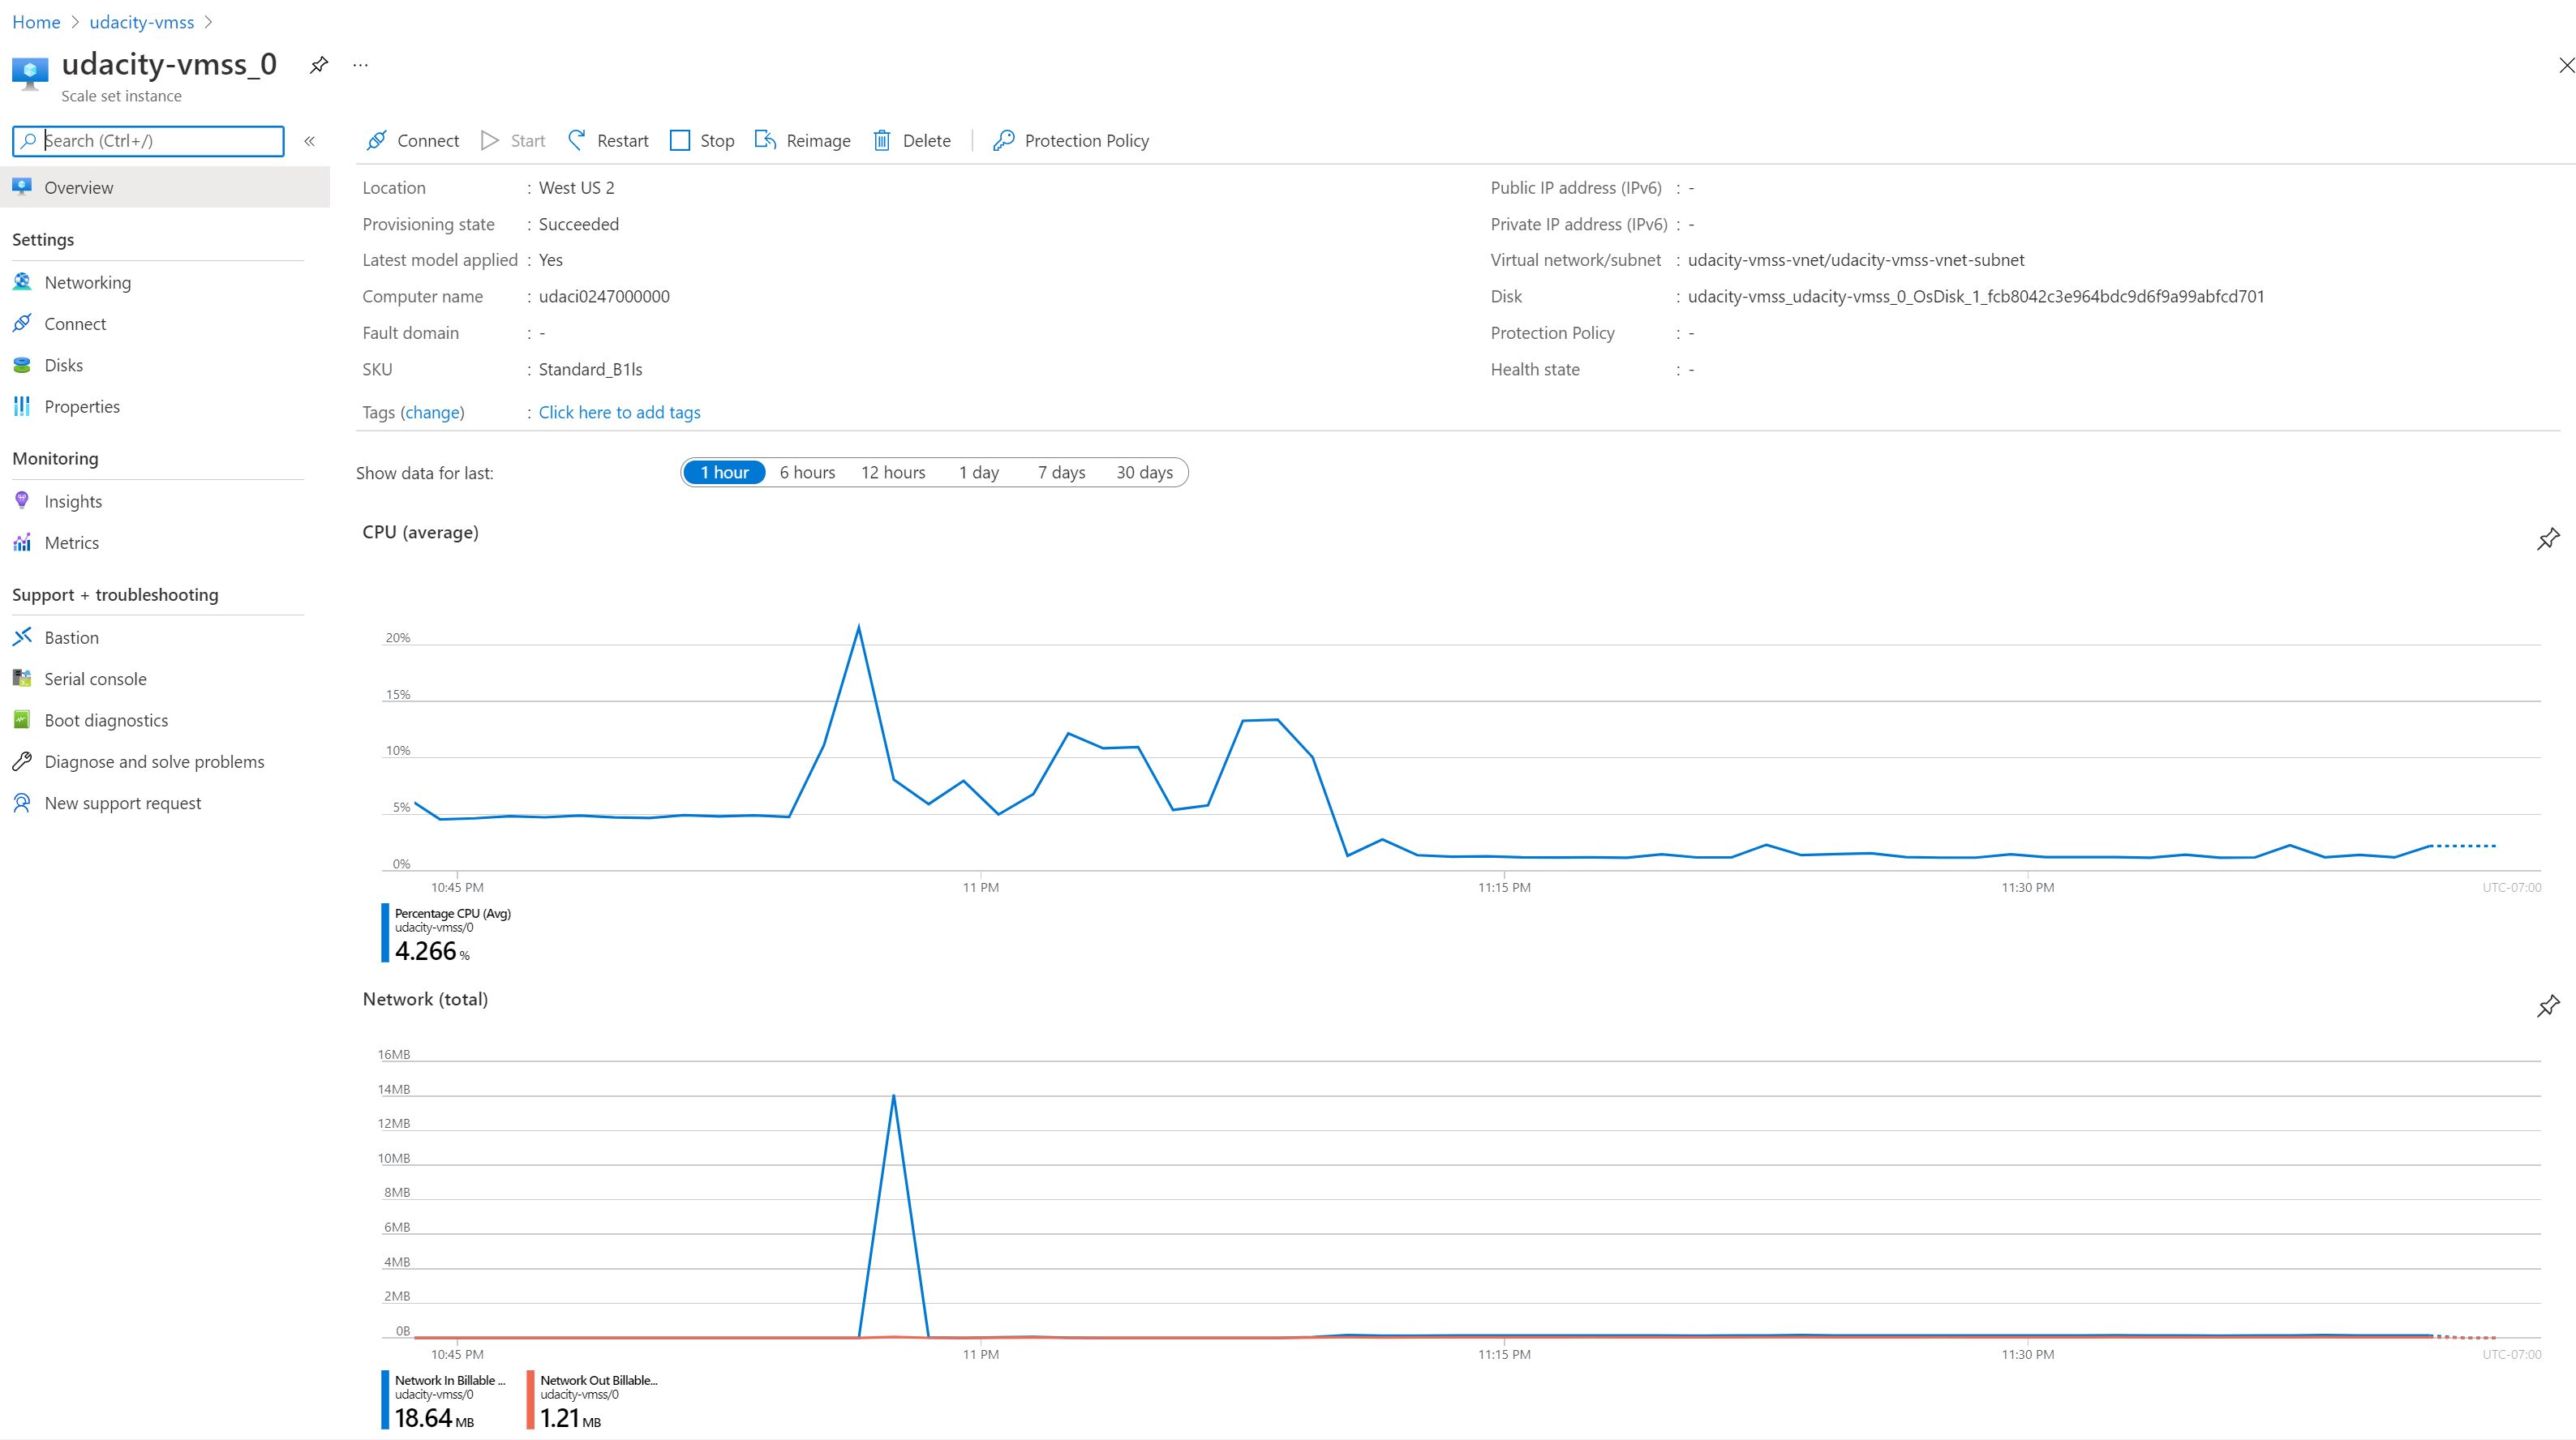 Home > udacity-vmss >
udacity-vmss_0 ...
Scale set instance
Search (Ctrl+/) «
Overview
Settings
Networking
Connect
Disks
Properties
Monitoring
Insights
Metrics
Support + troubleshooting
Bastion
Serial console
Boot diagnostics
Diagnose and solve problems
New support request
Connect Start Restart Stop Reimage Delete Protection Policy
Location : West US 2
Provisioning state : Succeeded
Latest model applied : Yes
Computer name : udaci0247000000
Fault domain : -
SKU : Standard_B1ls
Tags (change) : Click here to add tags
Public IP address (IPv6) : -
Private IP address (IPv6) : -
Virtual network/subnet : udacity-vmss-vnet/udacity-vmss-vnet-subnet
Disk : udacity-vmss_udacity-vmss_0_OsDisk_1_fcb8042c3e964bdc9d6f9a99abfcd701
Protection Policy : -
Health state : -
Show data for last: 1 hour 6 hours 12 hours 1 day 7 days 30 days
CPU (average)
20%
15%
10%
5%
0%
10:45 PM 11 PM 11:15 PM 11:30 PM UTC-07:00
Percentage CPU (Avg)
udacity-vmss/0
4.266 %
Network (total)
16MB
14MB
12MB
10MB
8MB
6MB
4MB
2MB
0B
10:45 PM 11 PM 11:15 PM 11:30 PM UTC-07:00
Network In Billable ...
udacity-vmss/0
18.64 MB
Network Out Billable...
udacity-vmss/0
1.21 MB